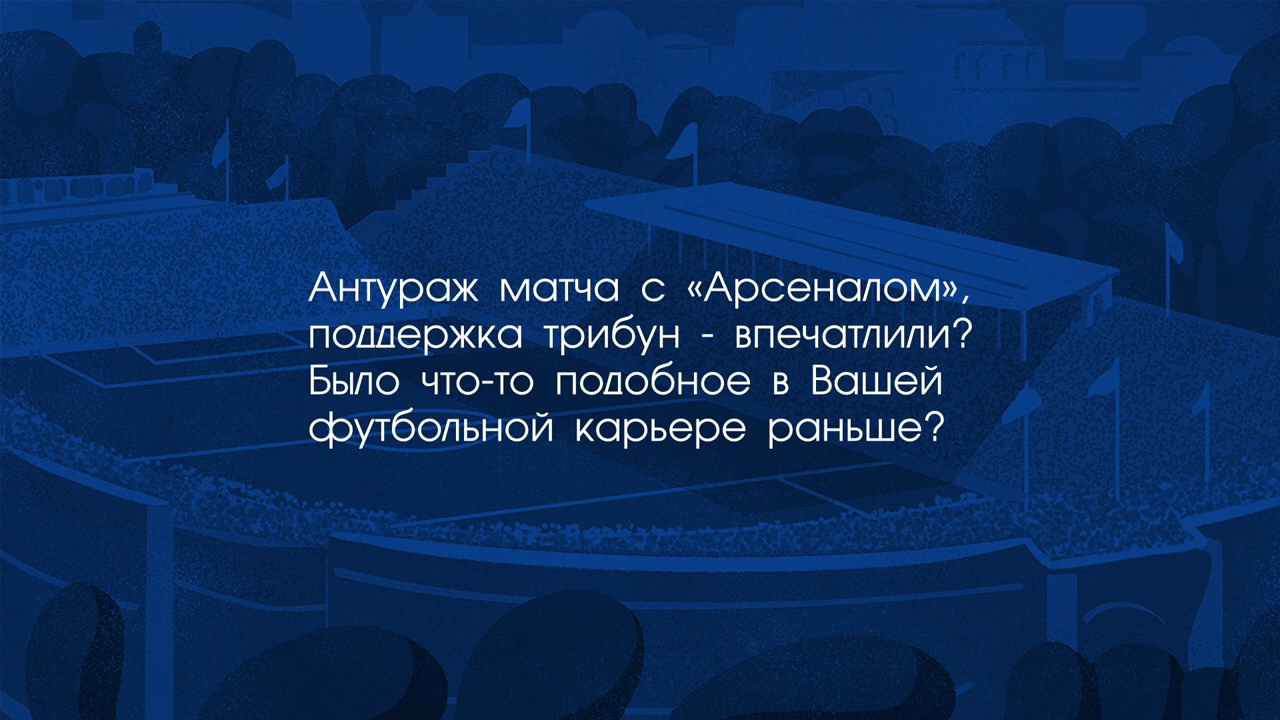 Антураж матча с «Арсеналом»,
поддержка трибун - впечатлили?
Было что-то подобное в Вашей
футбольной карьере раньше?